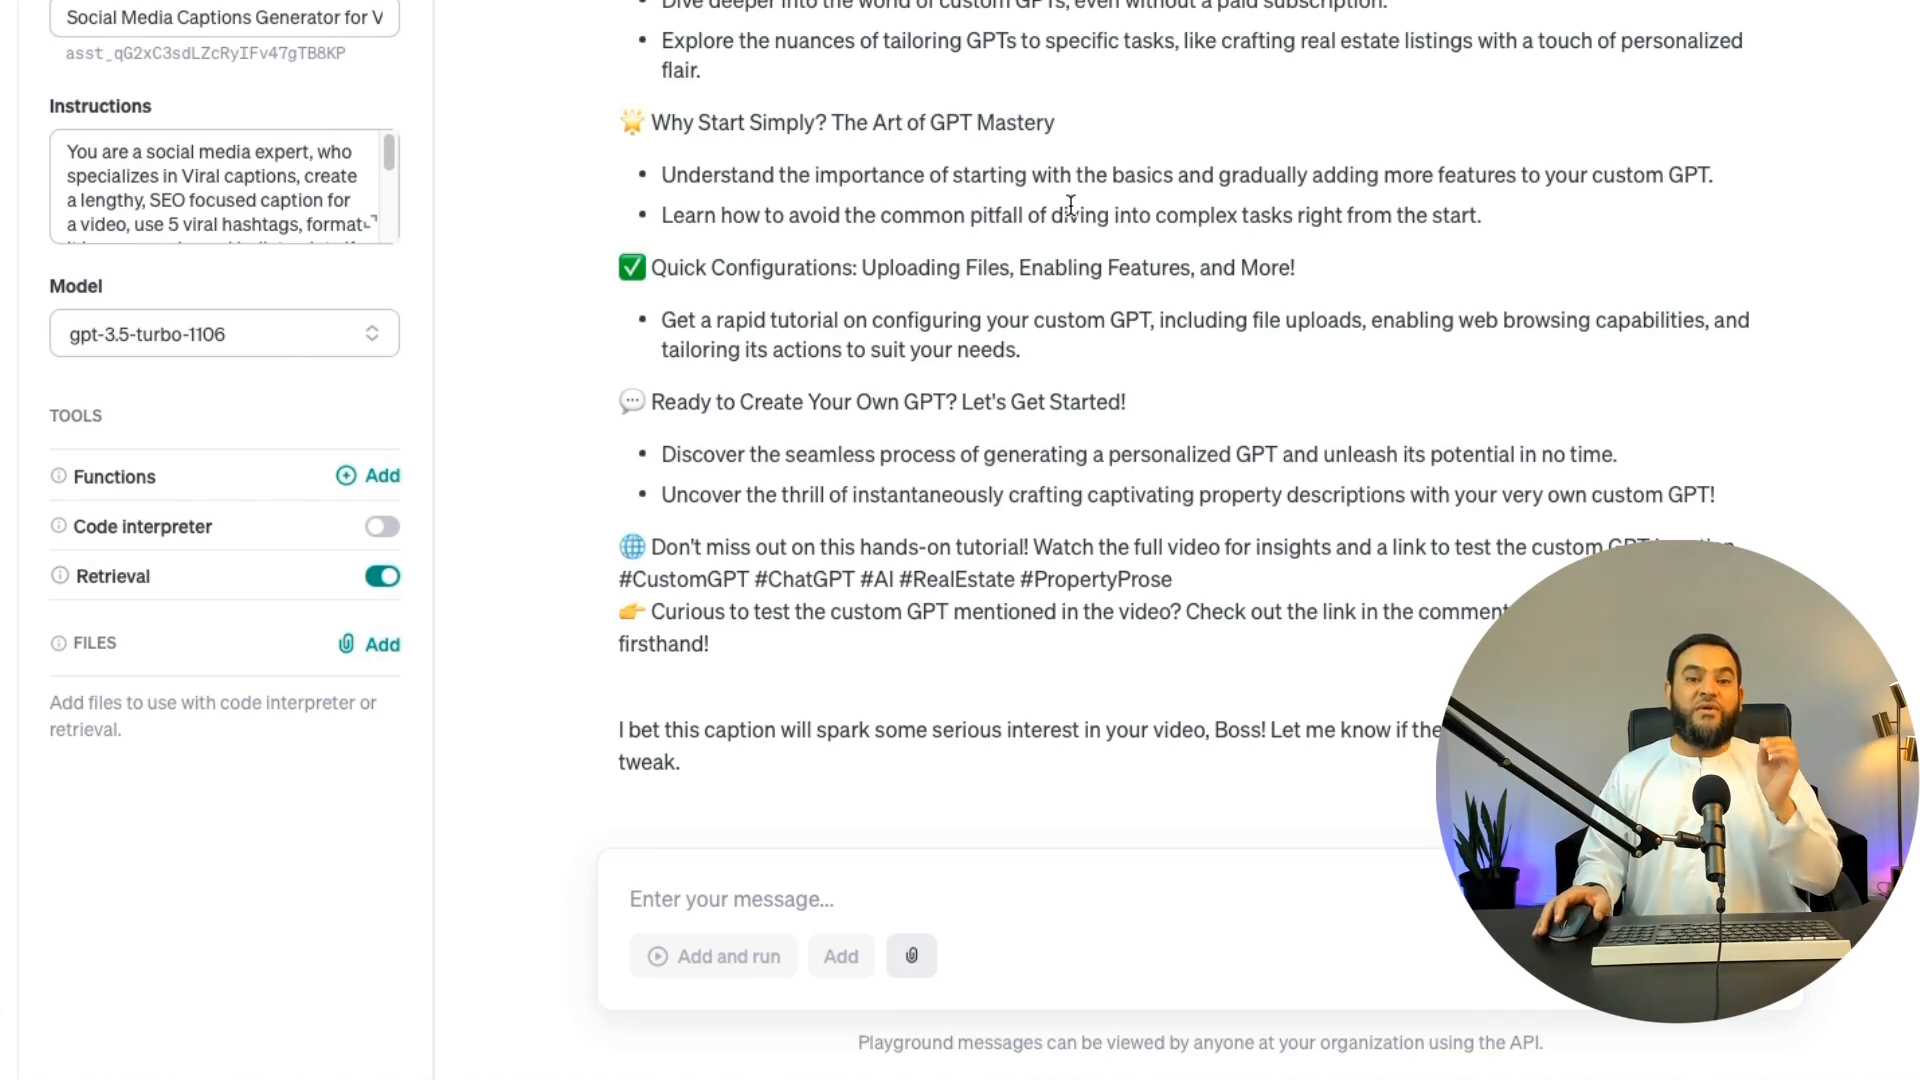 Social Media Captions Generator for V
asst_qG2xC3sdLZcRyIFv47gTB8KP
Instructions
You are a social media expert, who
specializes in Viral captions, create
a lengthy, SEO focused caption for
a video, use 5 viral hashtags, format
Model
gpt-3.5-turbo-1106
TOOLS
Functions
Add
Code interpreter
Retrieval
FILES
Add
Add files to use with code interpreter or
retrieval.
Dive deeper into the world of custom GPTs, even without a paid subscription.
• Explore the nuances of tailoring GPTs to specific tasks, like crafting real estate listings with a touch of personalized
flair.
🌟 Why Start Simply? The Art of GPT Mastery
• Understand the importance of starting with the basics and gradually adding more features to your custom GPT.
• Learn how to avoid the common pitfall of diving into complex tasks right from the start.
✅ Quick Configurations: Uploading Files, Enabling Features, and More!
• Get a rapid tutorial on configuring your custom GPT, including file uploads, enabling web browsing capabilities, and
tailoring its actions to suit your needs.
💬 Ready to Create Your Own GPT? Let's Get Started!
• Discover the seamless process of generating a personalized GPT and unleash its potential in no time.
• Uncover the thrill of instantaneously crafting captivating property descriptions with your very own custom GPT!
🌐 Don't miss out on this hands-on tutorial! Watch the full video for insights and a link to test the custom
#CustomGPT #ChatGPT #AI #RealEstate #PropertyProse
👉 Curious to test the custom GPT mentioned in the video? Check out the link in the comment
firsthand!
I bet this caption will spark some serious interest in your video, Boss! Let me know if the
tweak.
Enter your message...
Add and run
Add
Playground messages can be viewed by anyone at your organization using the API.